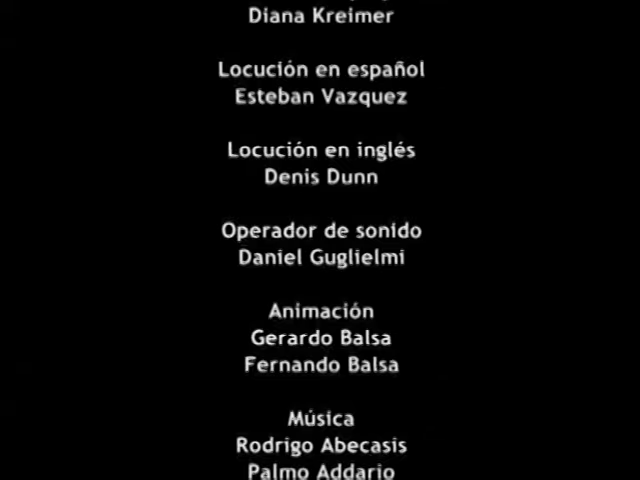 Diana Kreimer
Locución en español
Esteban Vazquez
Locución en inglés
Denis Dunn
Operador de sonido
Daniel Guglielmi
Animación
Gerardo Balsa
Fernando Balsa
Música
Rodrigo Abecasis
Palmo Addario